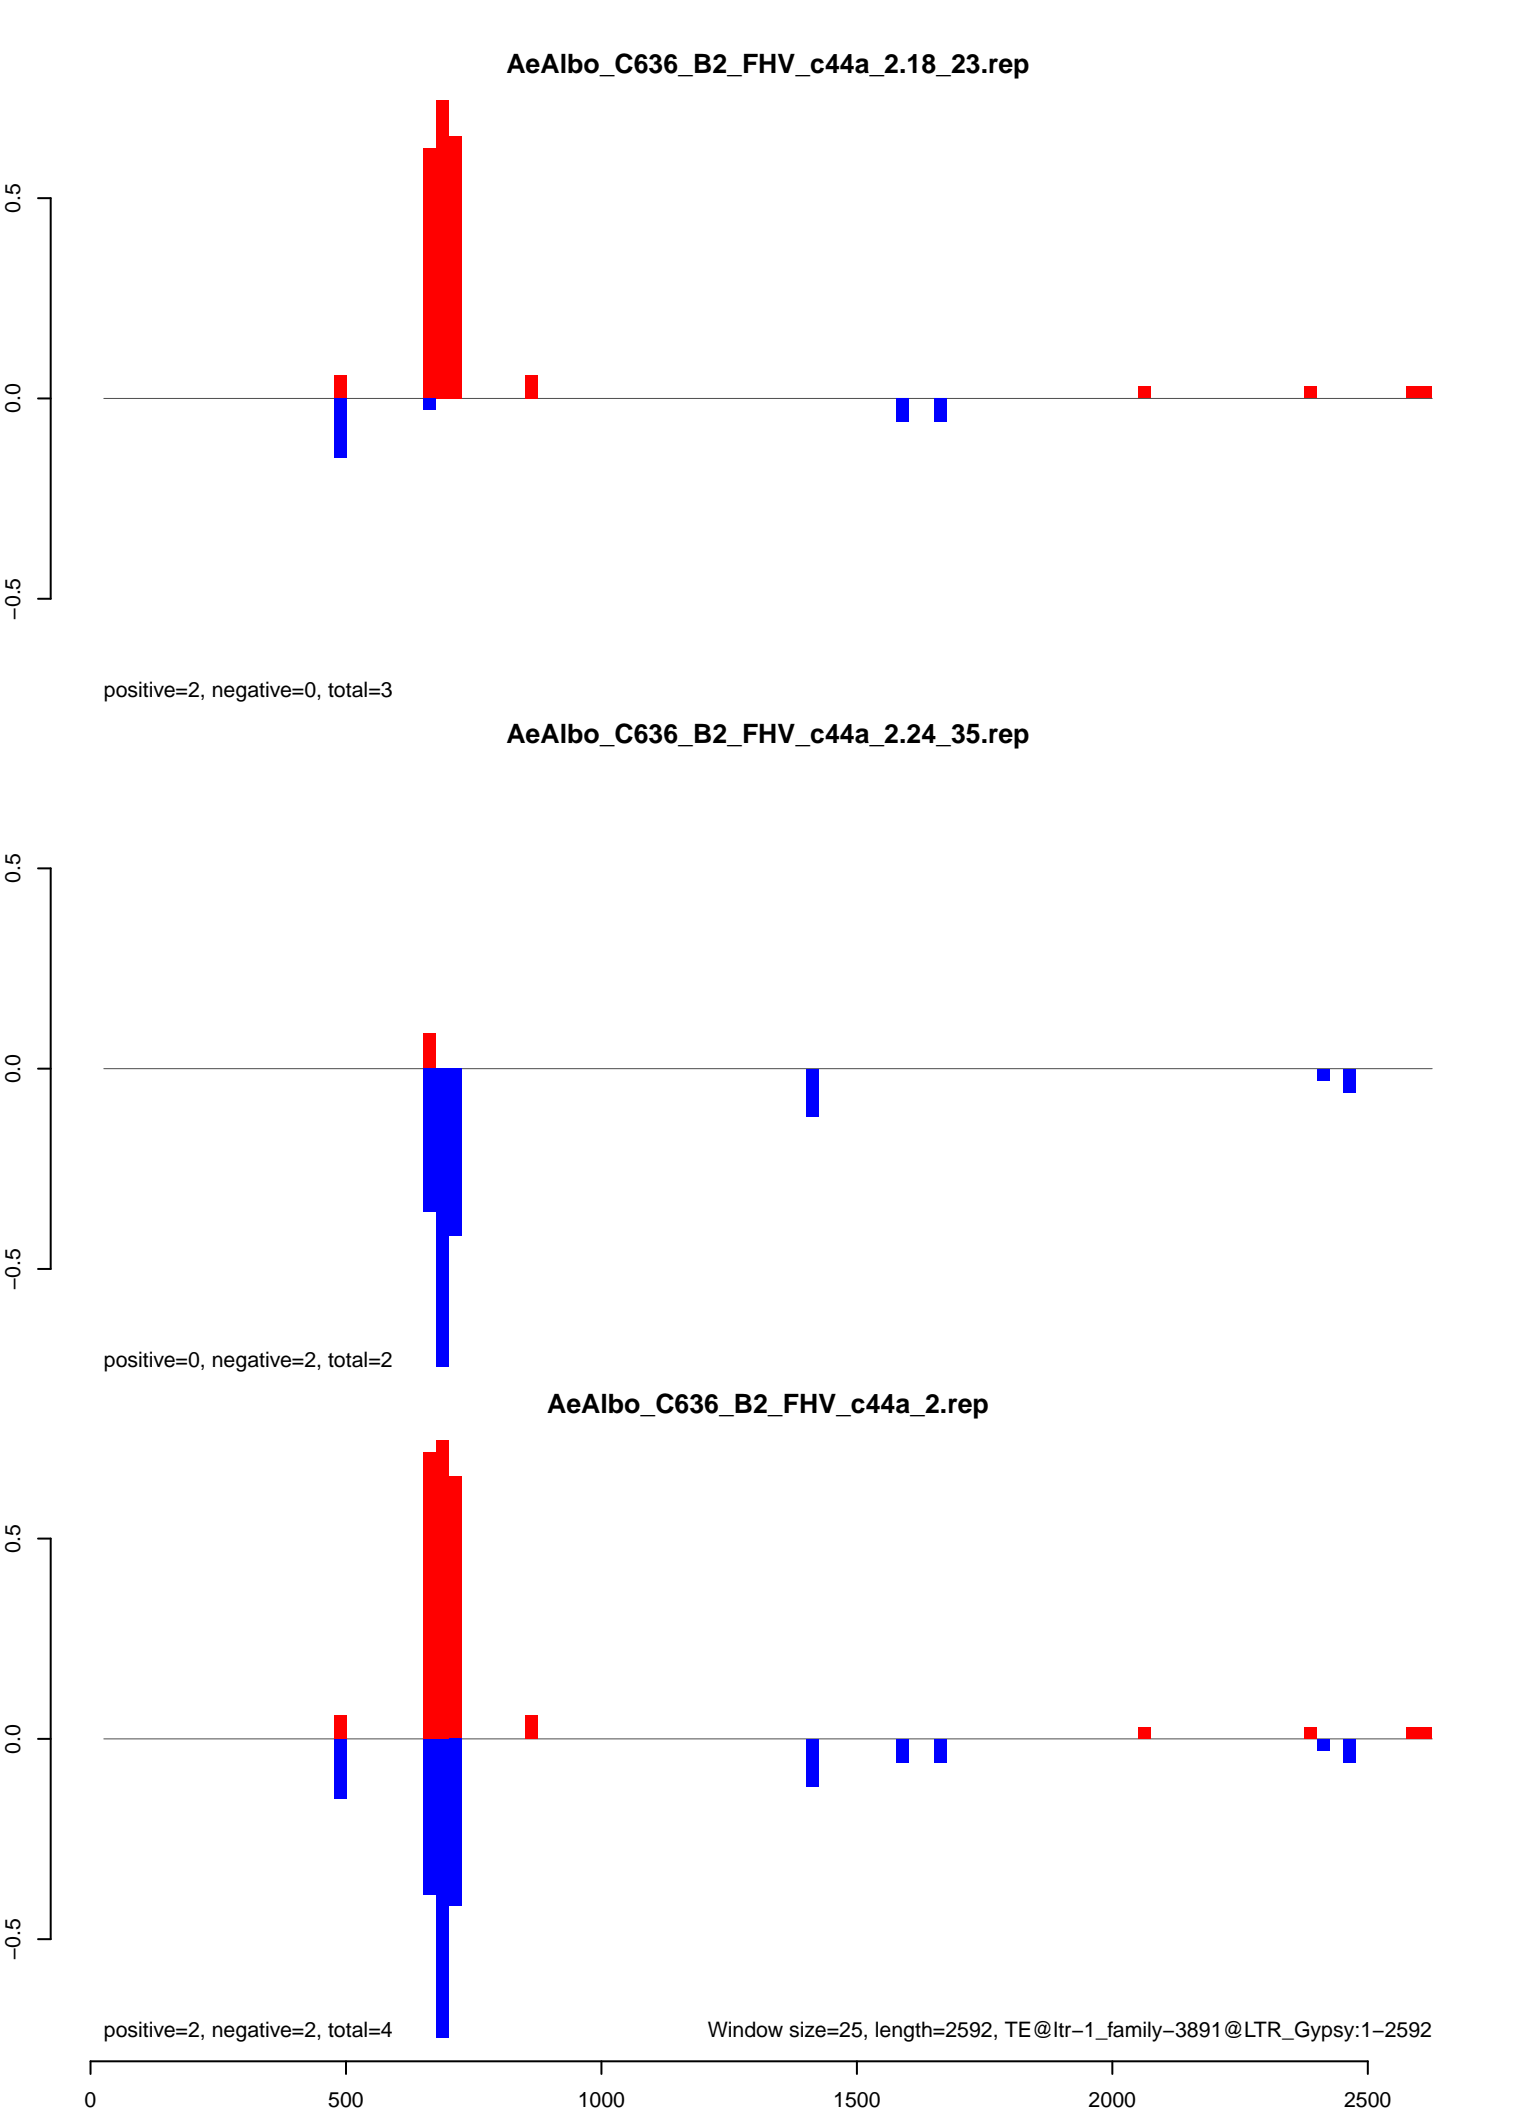 AeAlbo_C636_B2_FHV_c44a_2.18_23.rep
0.5
0.0
−0.5
positive=2, negative=0, total=3
AeAlbo_C636_B2_FHV_c44a_2.24_35.rep
0.5
0.0
−0.5
positive=0, negative=2, total=2
AeAlbo_C636_B2_FHV_c44a_2.rep
0.5
0.0
−0.5
positive=2, negative=2, total=4
Window size=25, length=2592, TE@ltr−1_family−3891@LTR_Gypsy:1−2592
0 500 1000 1500 2000 2500